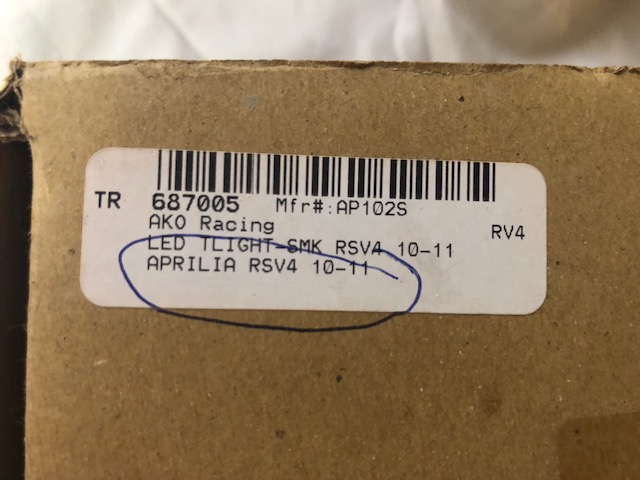 TR 687005 Mfr#:AP102S
AKO Racing RV4
LED TLIGHT-SMK RSV4 10-11
APRILIA RSV4 10-11